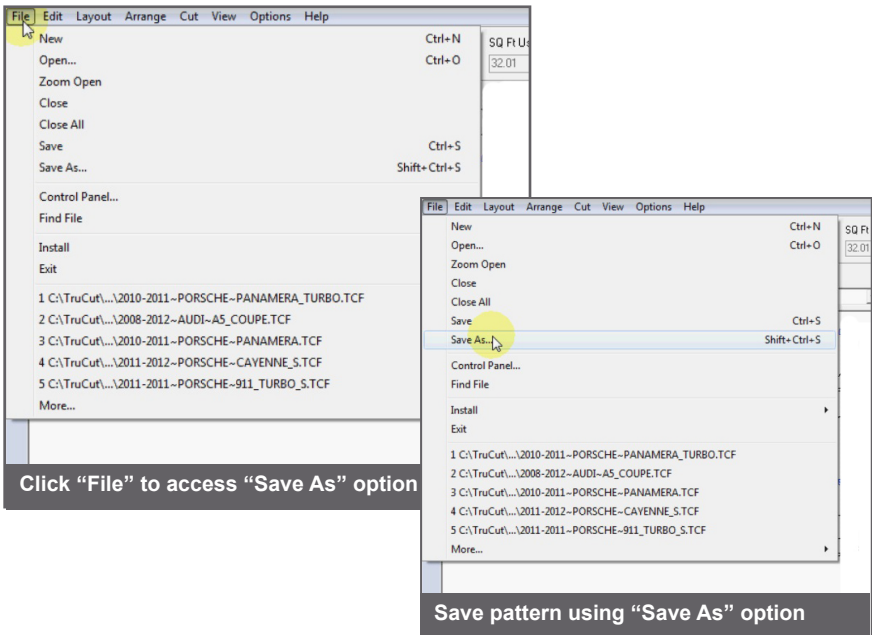 File Edit Layout Arrange Cut View Options Help
New Ctrl+N
Open... Ctrl+O
Zoom Open
Close
Close All
Save Ctrl+S
Save As... Shift+Ctrl+S
Control Panel...
Find File
Install
Exit
1 C:\TruCut\...\2010-2011~PORSCHE~PANAMERA_TURBO.TCF
2 C:\TruCut\...\2008-2012~AUDI~A5_COUPE.TCF
3 C:\TruCut\...\2010-2011~PORSCHE~PANAMERA.TCF
4 C:\TruCut\...\2011-2012~PORSCHE~CAYENNE_S.TCF
5 C:\TruCut\...\2011-2011~PORSCHE~911_TURBO_S.TCF
More...
SQ Ft Us
32.01
Click “File” to access “Save As” option
File Edit Layout Arrange Cut View Options Help
New Ctrl+N
Open... Ctrl+O
Zoom Open
Close
Close All
Save Ctrl+S
Save As... Shift+Ctrl+S
Control Panel...
Find File
Install
Exit
1 C:\TruCut\...\2010-2011~PORSCHE~PANAMERA_TURBO.TCF
2 C:\TruCut\...\2008-2012~AUDI~A5_COUPE.TCF
3 C:\TruCut\...\2010-2011~PORSCHE~PANAMERA.TCF
4 C:\TruCut\...\2011-2012~PORSCHE~CAYENNE_S.TCF
5 C:\TruCut\...\2011-2011~PORSCHE~911_TURBO_S.TCF
More...
SQ Ft
32.01
Save pattern using “Save As” option